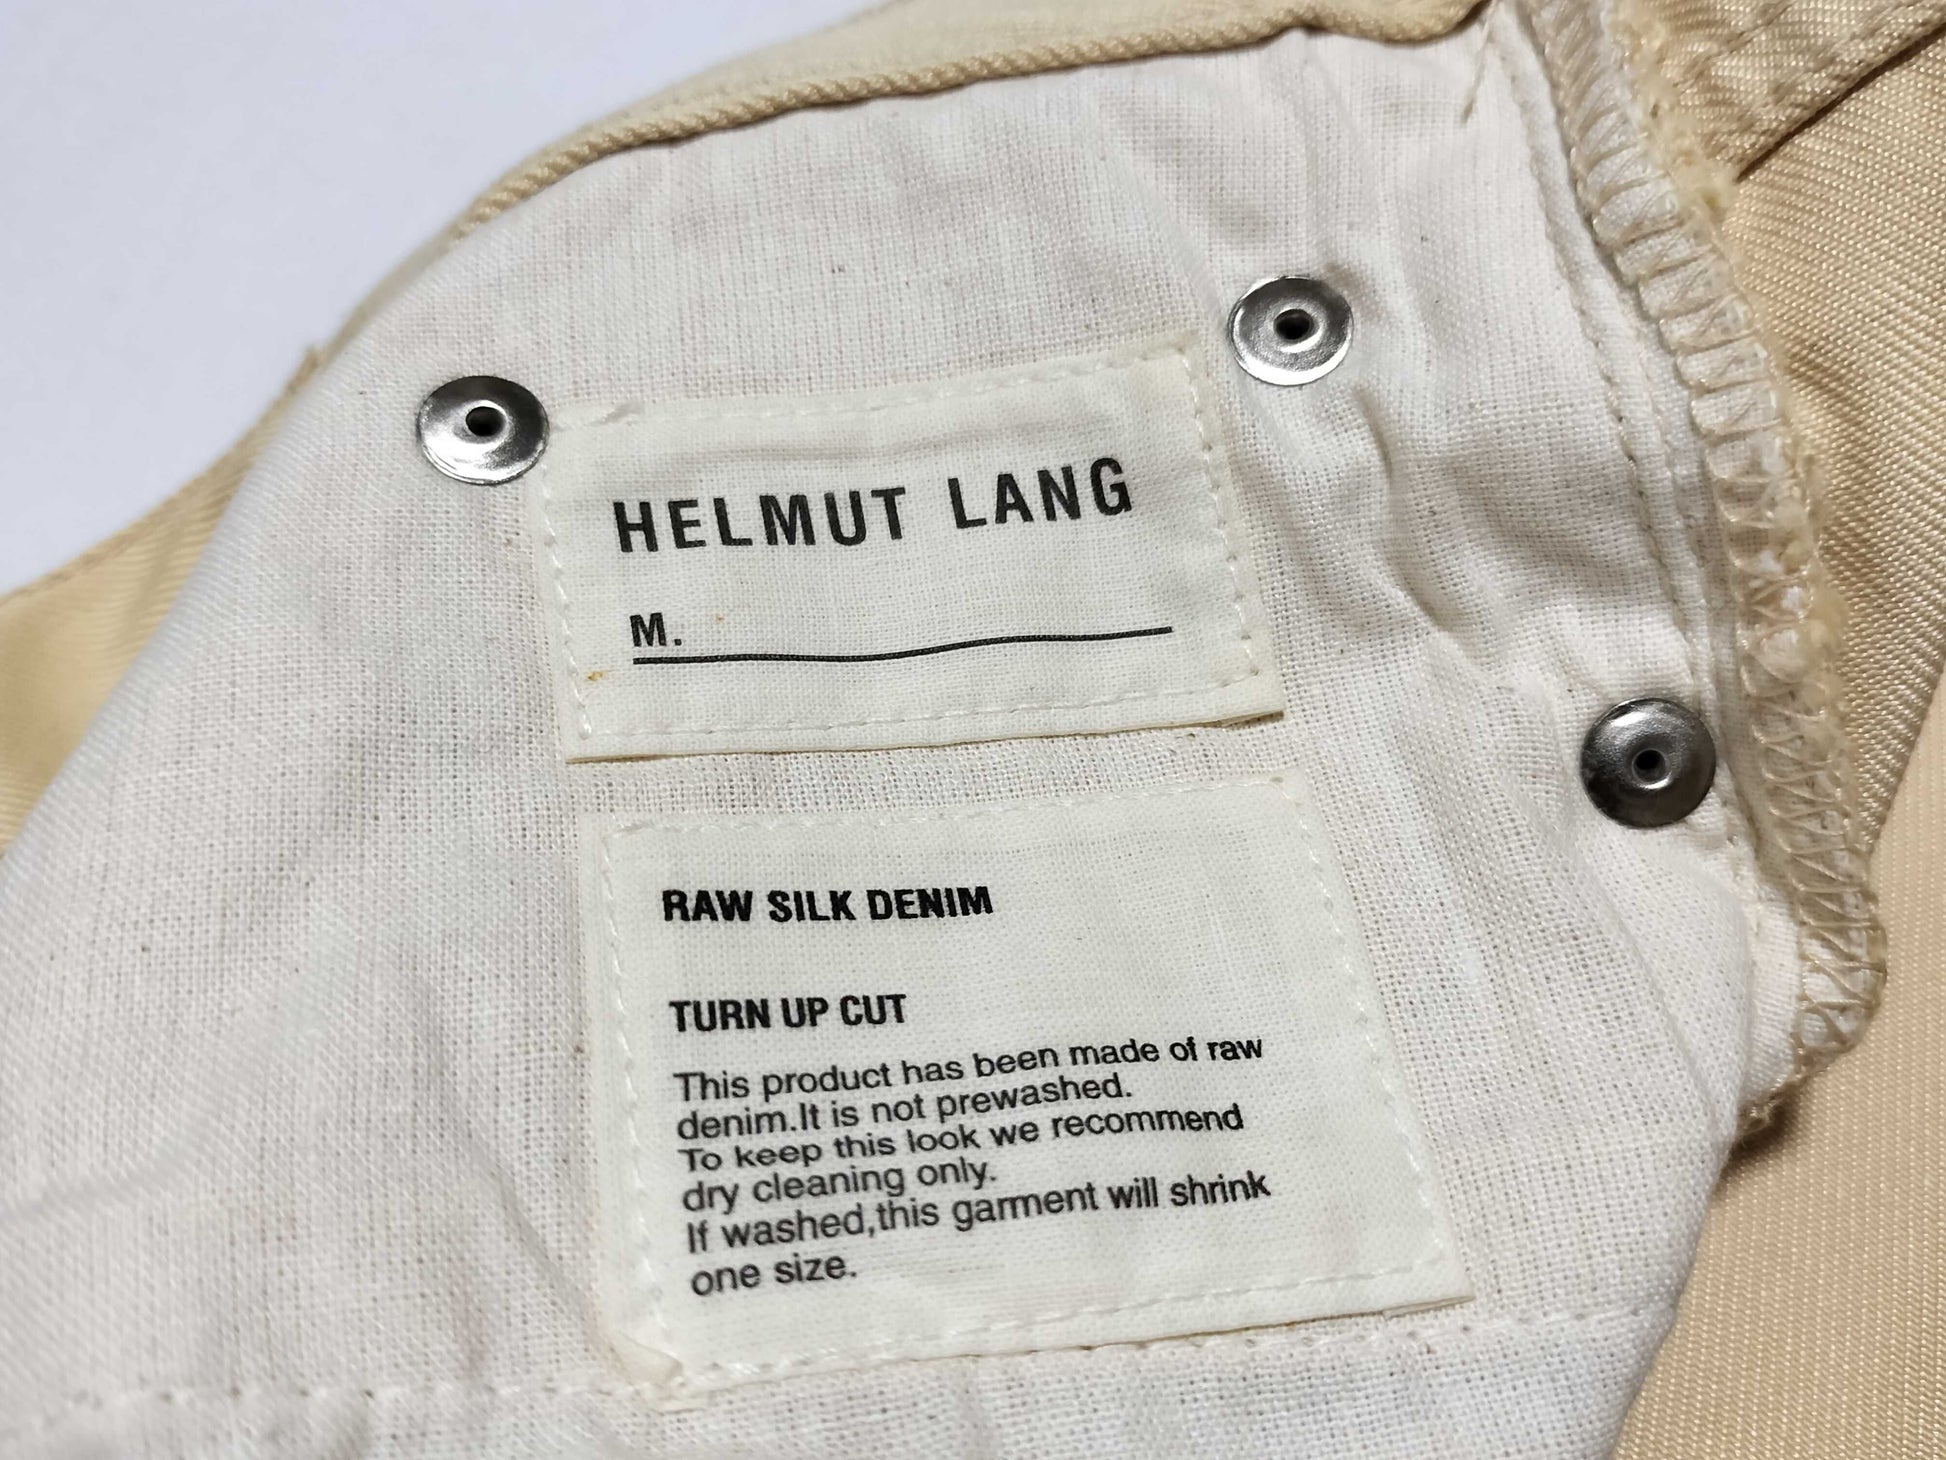 HELMUT LANG
M.
RAW SILK DENIM
TURN UP CUT
This product has been made of raw
denim.It is not prewashed.
To keep this look we recommend
dry cleaning only.
If washed,this garment will shrink
one size.